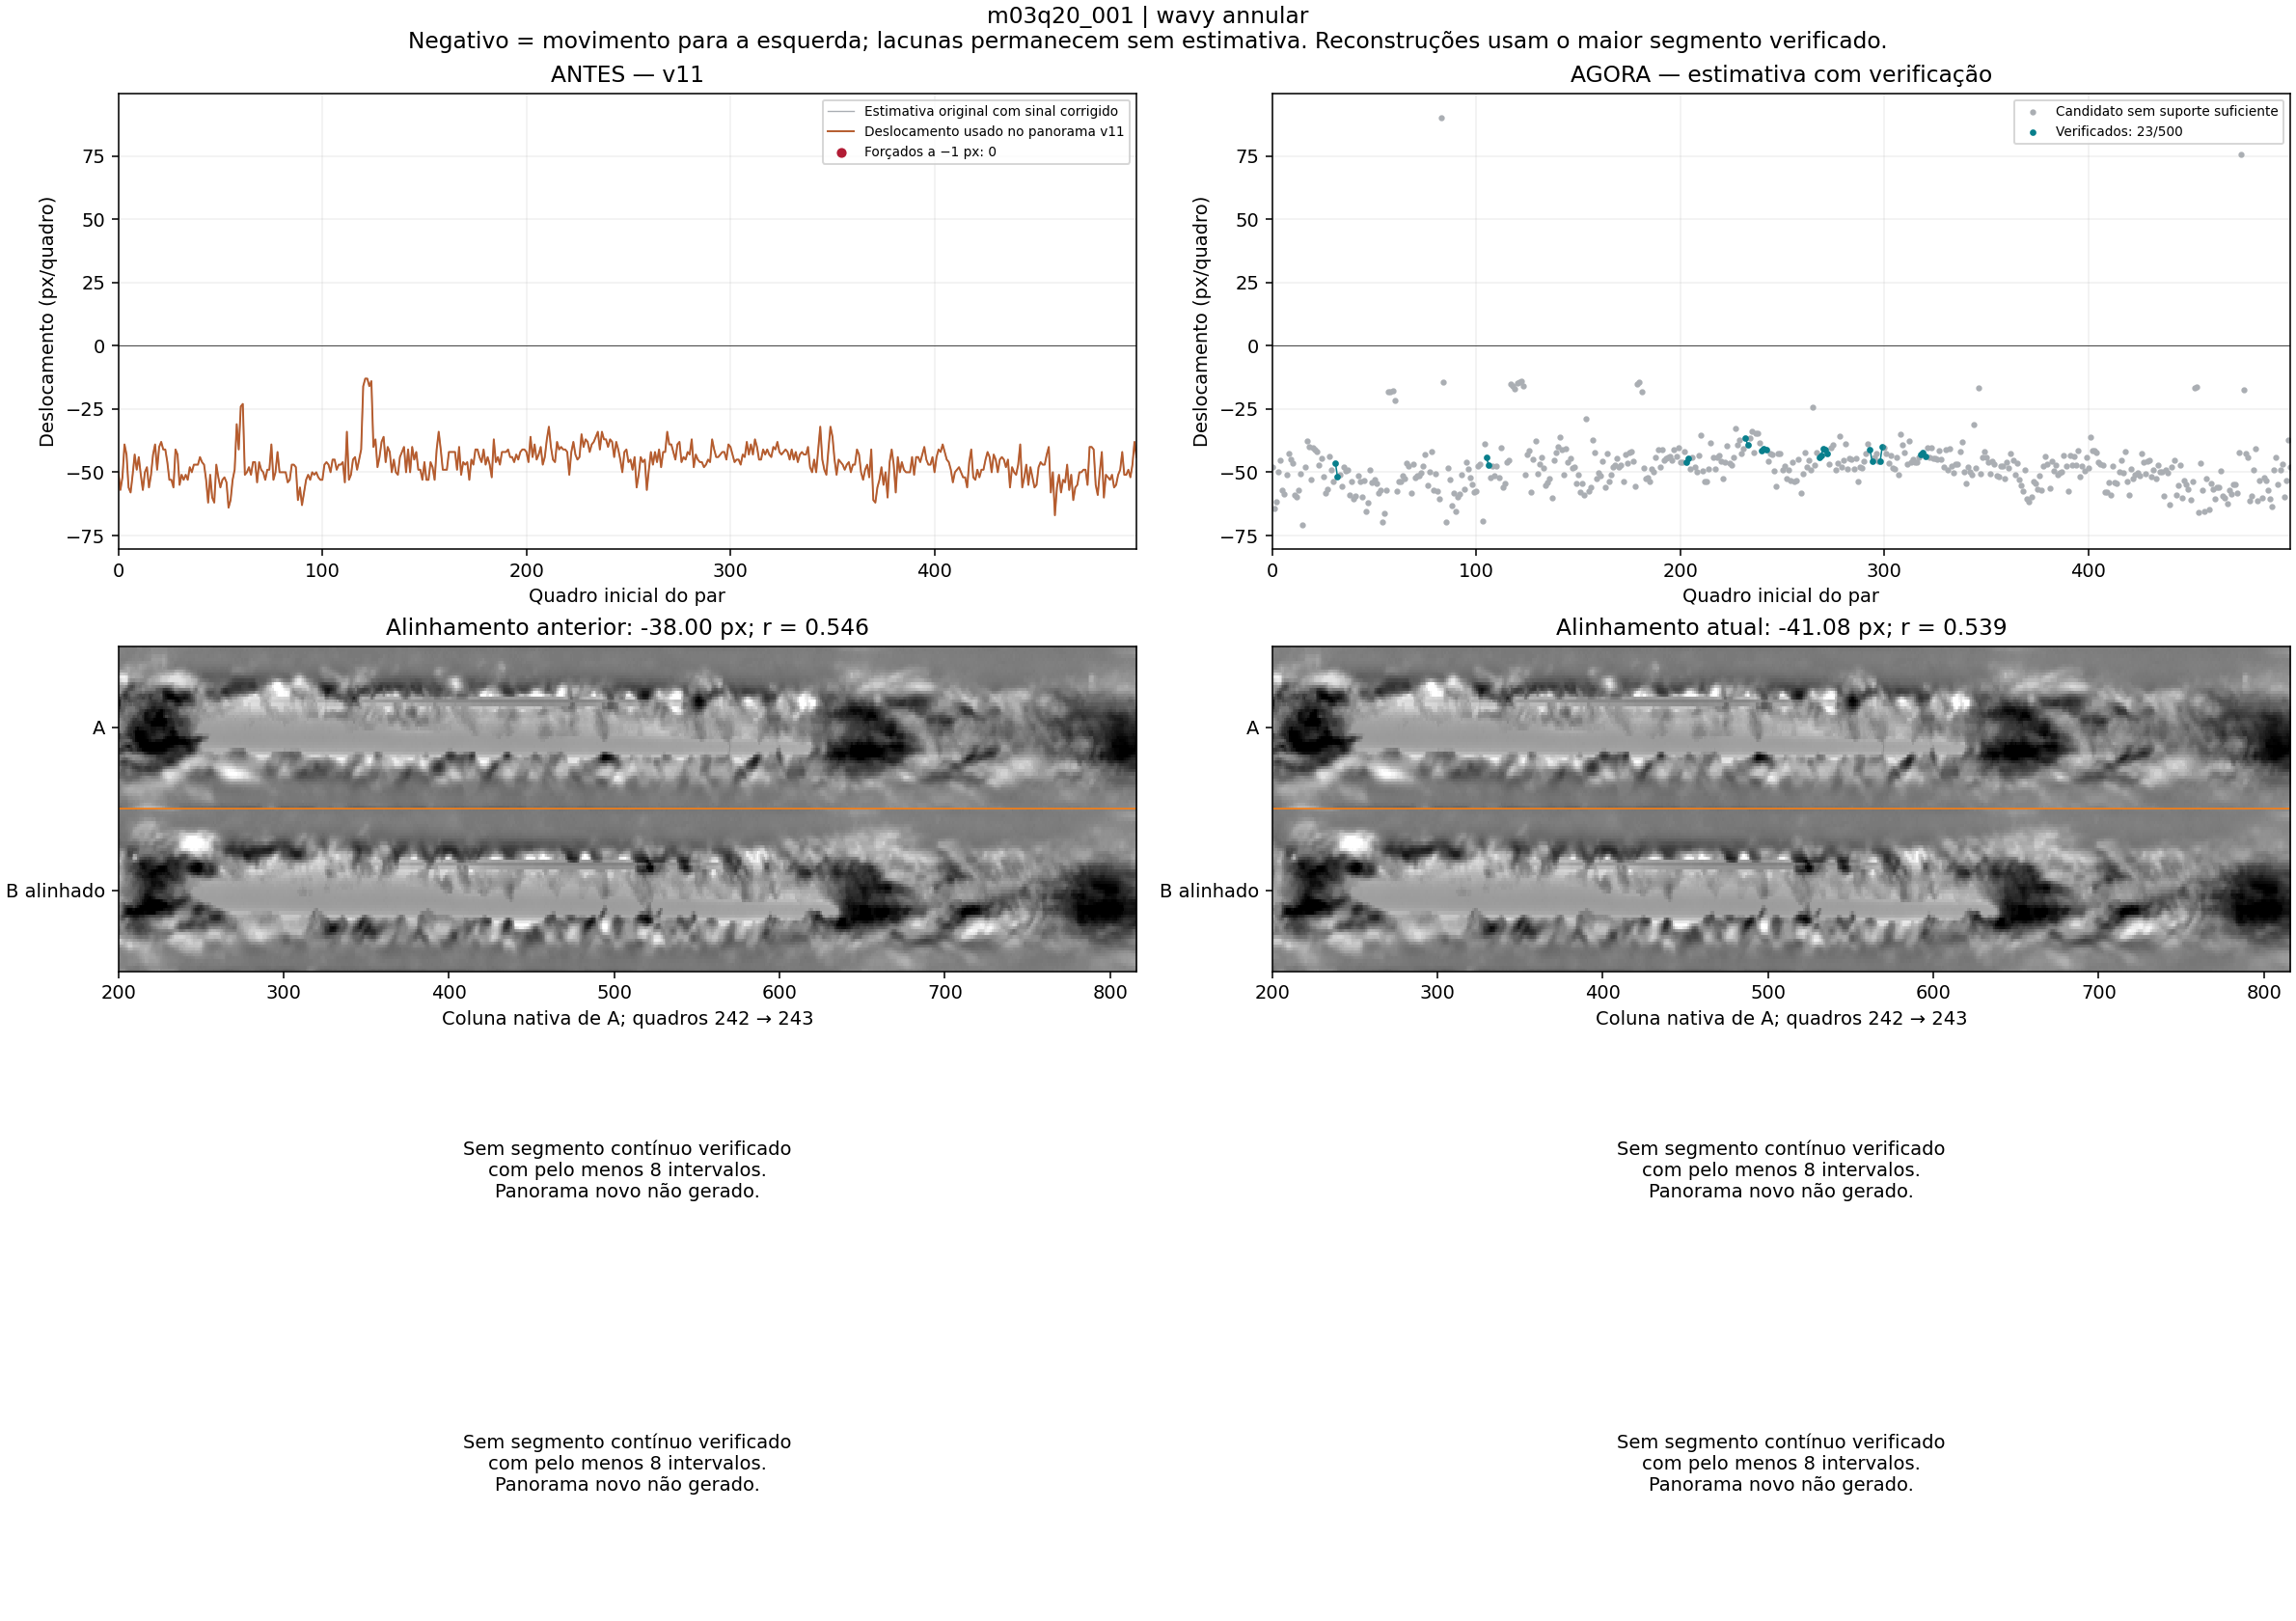 m03q20_001 | wavy annular
Negativo = movimento para a esquerda; lacunas permanecem sem estimativa. Reconstruções usam o maior segmento verificado.
ANTES — v11
Deslocamento (px/quadro)
75
50
25
0
−25
−50
−75
Estimativa original com sinal corrigido
Deslocamento usado no panorama v11
Forçados a −1 px: 0
0 100 200 300 400
Quadro inicial do par
AGORA — estimativa com verificação
Deslocamento (px/quadro)
75
50
25
0
−25
−50
−75
Candidato sem suporte suficiente
Verificados: 23/500
0 100 200 300 400
Quadro inicial do par
Alinhamento anterior: -38.00 px; r = 0.546
A
B alinhado
200 300 400 500 600 700 800
Coluna nativa de A; quadros 242 → 243
Alinhamento atual: -41.08 px; r = 0.539
A
B alinhado
200 300 400 500 600 700 800
Coluna nativa de A; quadros 242 → 243
Sem segmento contínuo verificado
com pelo menos 8 intervalos.
Panorama novo não gerado.
Sem segmento contínuo verificado
com pelo menos 8 intervalos.
Panorama novo não gerado.
Sem segmento contínuo verificado
com pelo menos 8 intervalos.
Panorama novo não gerado.
Sem segmento contínuo verificado
com pelo menos 8 intervalos.
Panorama novo não gerado.